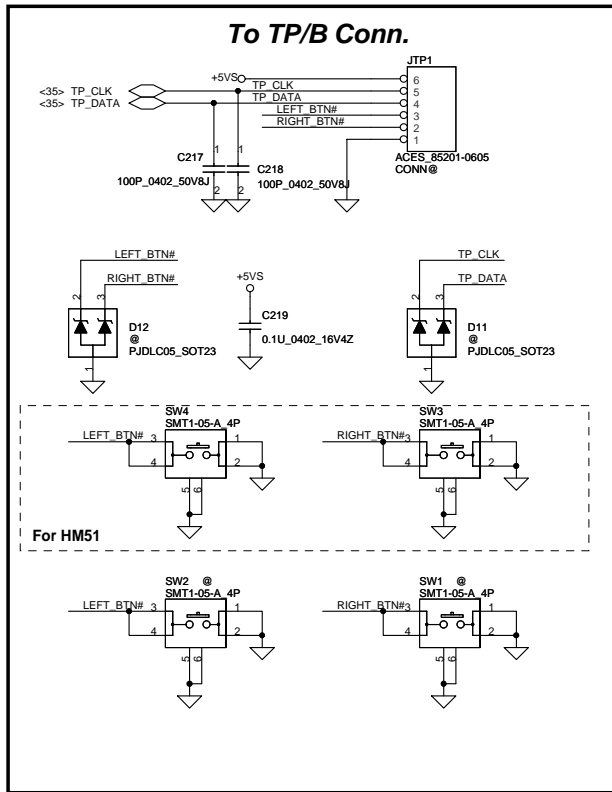 To TP/B Conn.
JTP1
+5VS
6
<35> TP_CLK
TP_CLK
5
<35> TP_DATA
TP_DATA
4
LEFT_BTN#
3
RIGHT_BTN#
2
1
ACES_85201-0605
CONN@
1
1
C217
C218
100P_0402_50V8J
100P_0402_50V8J
2
2
LEFT_BTN#
RIGHT_BTN#
2
3
D12
@
PJDLC05_SOT23
1
+5VS
C219
0.1U_0402_16V4Z
TP_CLK
TP_DATA
2
3
D11
@
PJDLC05_SOT23
1
SW4
SMT1-05-A_4P
LEFT_BTN#
3
1
4
2
5
6
SW3
SMT1-05-A_4P
RIGHT_BTN#
3
1
4
2
5
6
For HM51
SW2 @
SMT1-05-A_4P
LEFT_BTN#
3
1
4
2
5
6
SW1 @
SMT1-05-A_4P
RIGHT_BTN#
3
1
4
2
5
6